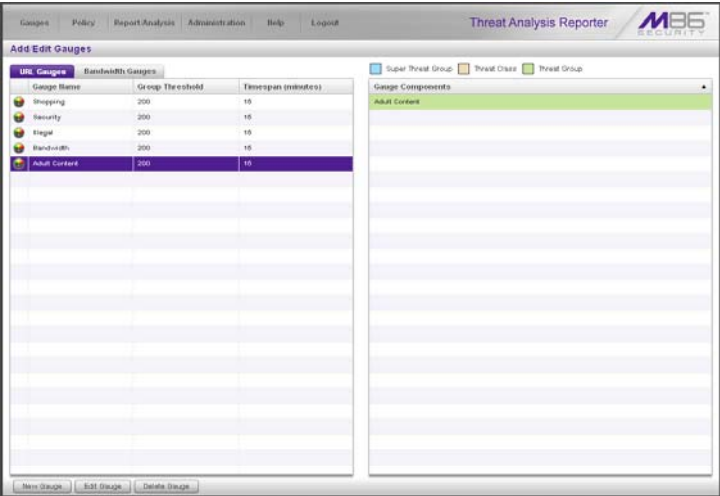 Gauges Policy Report/Analysis Administration Help Logout Threat Analysis Reporter M86 SECURITY
Add/Edit Gauges
URL Gauges Bandwidth Gauges
Super Threat Group Threat Class Threat Group
Gauge Name Group Threshold Timespan (minutes)
Gauge Components
Shopping 200 15
Adult Content
Security 200 15
Illegal 200 15
Bandwidth 200 15
Adult Content 200 15
New Gauge Edit Gauge Delete Gauge